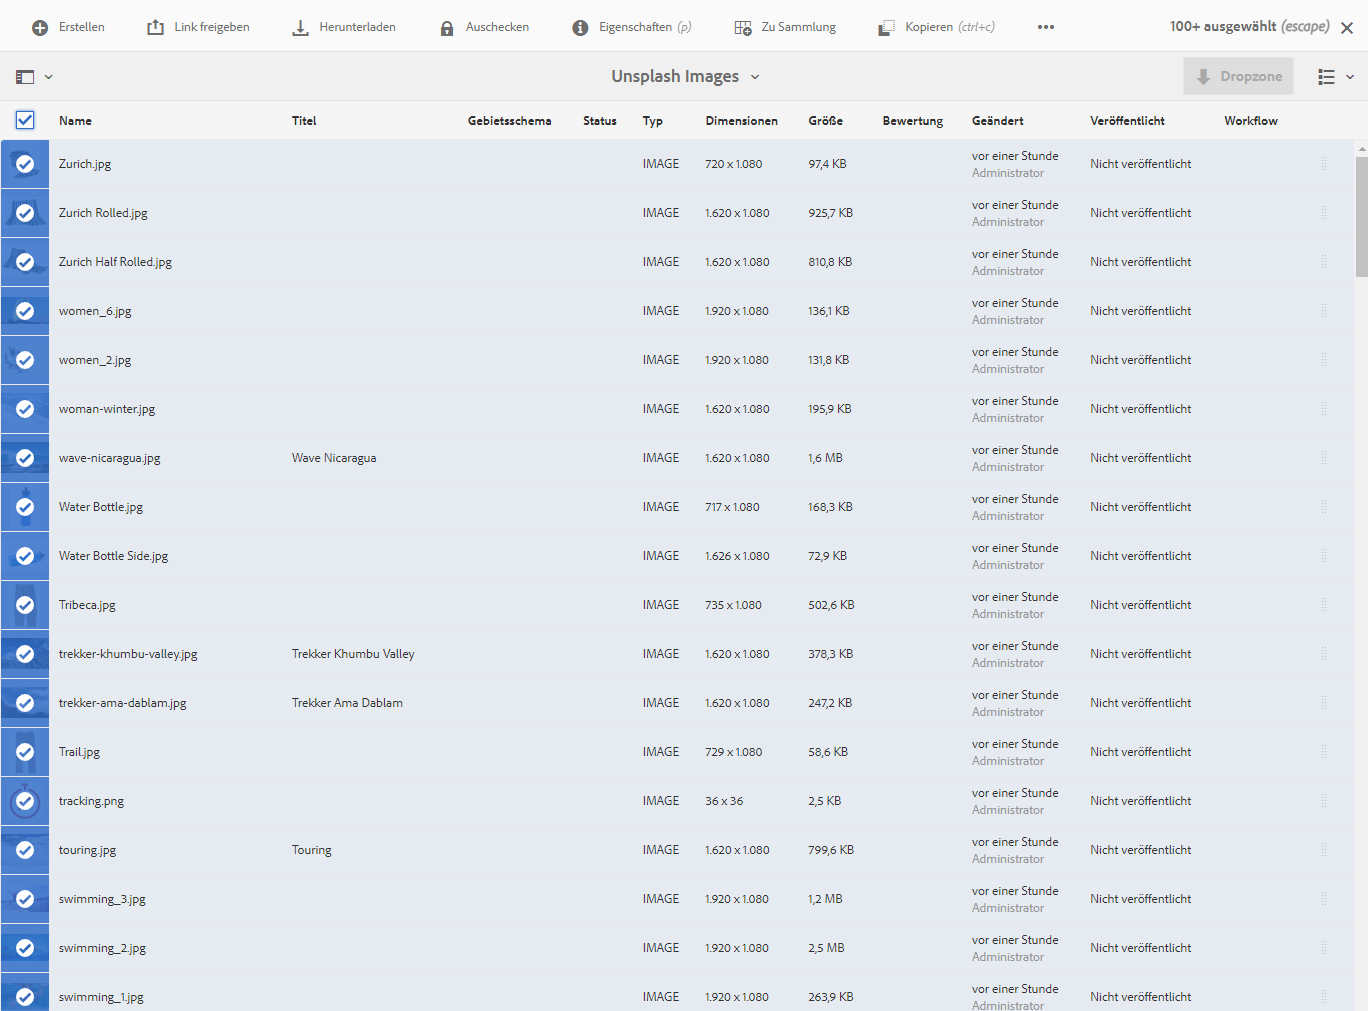 Erstellen Link freigeben Herunterladen Auschecken Eigenschaften (p) Zu Sammlung Kopieren (ctrl+c) 100+ ausgewählt (escape)
Unsplash Images Dropzone
Name Titel Gebietsschema Status Typ Dimensionen Größe Bewertung Geändert Veröffentlicht Workflow
Zurich.jpg IMAGE 720 x 1.080 97,4 KB vor einer Stunde Nicht veröffentlicht
Administrator
Zurich Rolled.jpg IMAGE 1.620 x 1.080 925,7 KB vor einer Stunde Nicht veröffentlicht
Administrator
Zurich Half Rolled.jpg IMAGE 1.620 x 1.080 810,8 KB vor einer Stunde Nicht veröffentlicht
Administrator
women_6.jpg IMAGE 1.920 x 1.080 136,1 KB vor einer Stunde Nicht veröffentlicht
Administrator
women_2.jpg IMAGE 1.920 x 1.080 131,8 KB vor einer Stunde Nicht veröffentlicht
Administrator
woman-winter.jpg IMAGE 1.620 x 1.080 195,9 KB vor einer Stunde Nicht veröffentlicht
Administrator
wave-nicaragua.jpg Wave Nicaragua IMAGE 1.620 x 1.080 1,6 MB vor einer Stunde Nicht veröffentlicht
Administrator
Water Bottle.jpg IMAGE 717 x 1.080 168,3 KB vor einer Stunde Nicht veröffentlicht
Administrator
Water Bottle Side.jpg IMAGE 1.626 x 1.080 72,9 KB vor einer Stunde Nicht veröffentlicht
Administrator
Tribeca.jpg IMAGE 735 x 1.080 502,6 KB vor einer Stunde Nicht veröffentlicht
Administrator
trekker-khumbu-valley.jpg Trekker Khumbu Valley IMAGE 1.620 x 1.080 378,3 KB vor einer Stunde Nicht veröffentlicht
Administrator
trekker-ama-dablam.jpg Trekker Ama Dablam IMAGE 1.620 x 1.080 247,2 KB vor einer Stunde Nicht veröffentlicht
Administrator
Trail.jpg IMAGE 729 x 1.080 58,6 KB vor einer Stunde Nicht veröffentlicht
Administrator
tracking.png IMAGE 36 x 36 2,5 KB vor einer Stunde Nicht veröffentlicht
Administrator
touring.jpg Touring IMAGE 1.620 x 1.080 799,6 KB vor einer Stunde Nicht veröffentlicht
Administrator
swimming_3.jpg IMAGE 1.920 x 1.080 1,2 MB vor einer Stunde Nicht veröffentlicht
Administrator
swimming_2.jpg IMAGE 1.920 x 1.080 2,5 MB vor einer Stunde Nicht veröffentlicht
Administrator
swimming_1.jpg IMAGE 1.920 x 1.080 263,9 KB vor einer Stunde Nicht veröffentlicht
Administrator